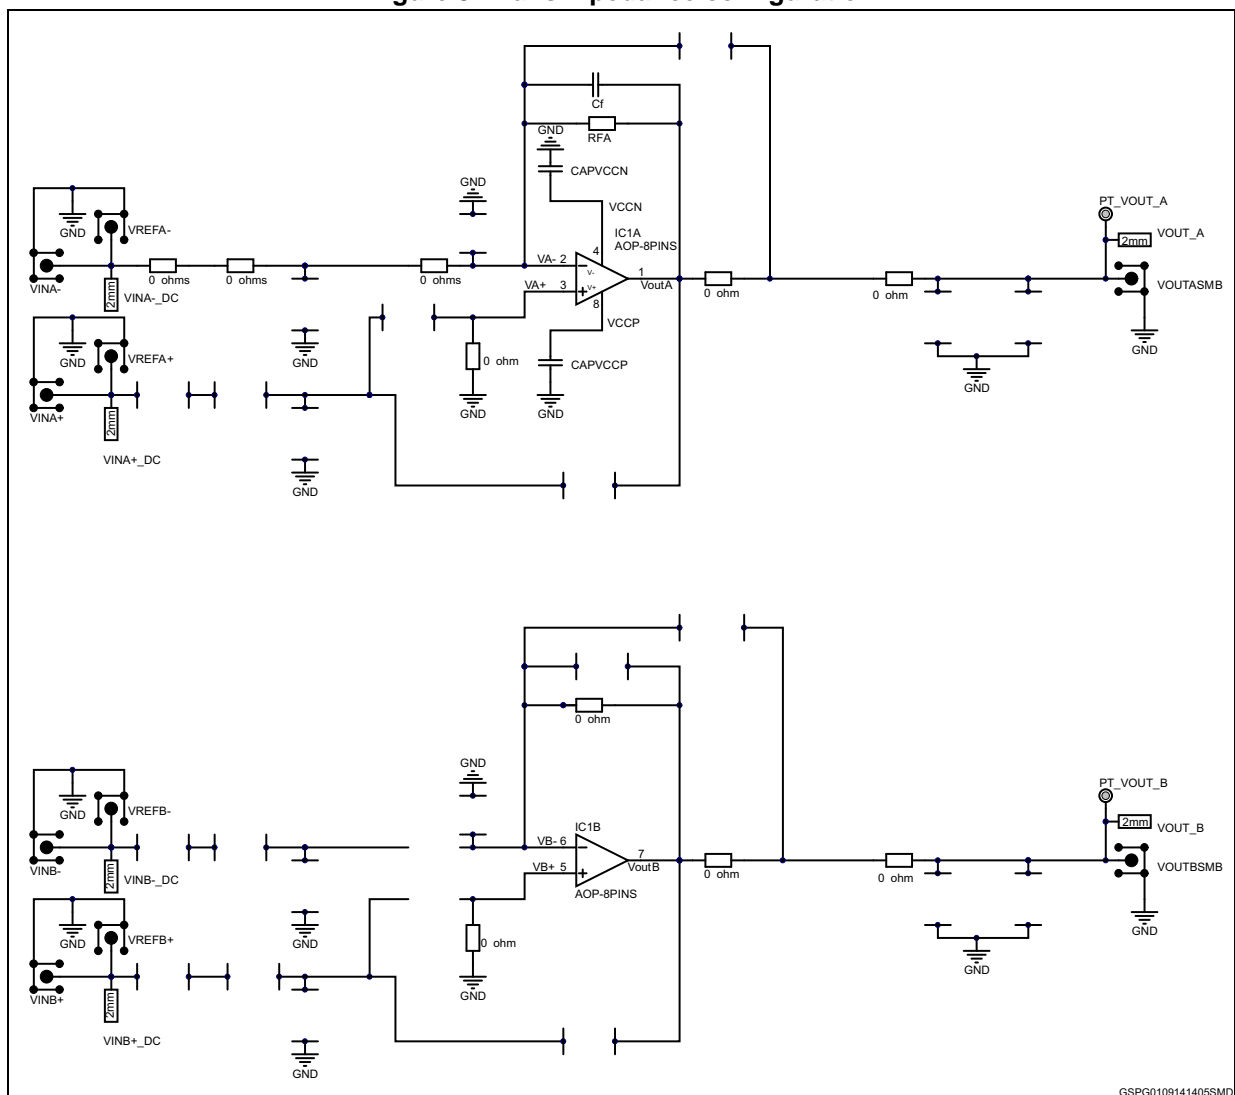 Cf
GND
RFA
CAPVCCN
GND
VCCN
PT_VOUT_A
IC1A
AOP-8PINS
VREFA-
GND
4
2mm
VOUT_A
VA- 2
V-
1
VINA-
0 ohms
0 ohms
0 ohms
VoutA
0 ohm
0 ohm
VOUTASMB
2mm
VINA-_DC
VA+ 3
V+
8
VCCP
GND
VREFA+
GND
GND
0 ohm
CAPVCCP
GND
VINA+
2mm
GND
GND
VINA+_DC
GND
0 ohm
GND
PT_VOUT_B
VREFB-
GND
2mm
VOUT_B
IC1B
VB- 6
7
VINB-
VoutB
0 ohm
0 ohm
VOUTBSMB
2mm
VINB-_DC
VB+ 5
AOP-8PINS
GND
VREFB+
GND
GND
0 ohm
GND
VINB+
2mm
GND
VINB+_DC
GND
GSPG0109141405SMD